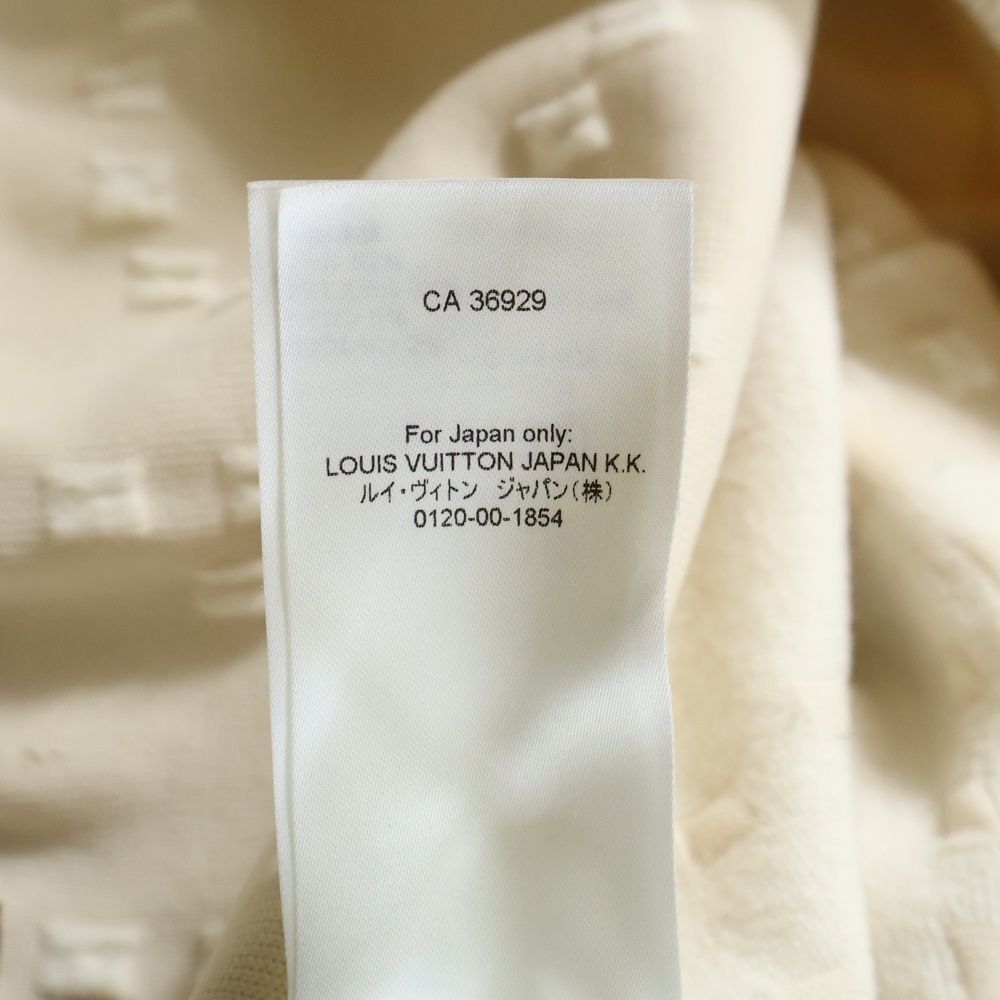 CA 36929
For Japan only:
LOUIS VUITTON JAPAN K.K.
ルイ・ヴィトン ジャパン(株)
0120-00-1854